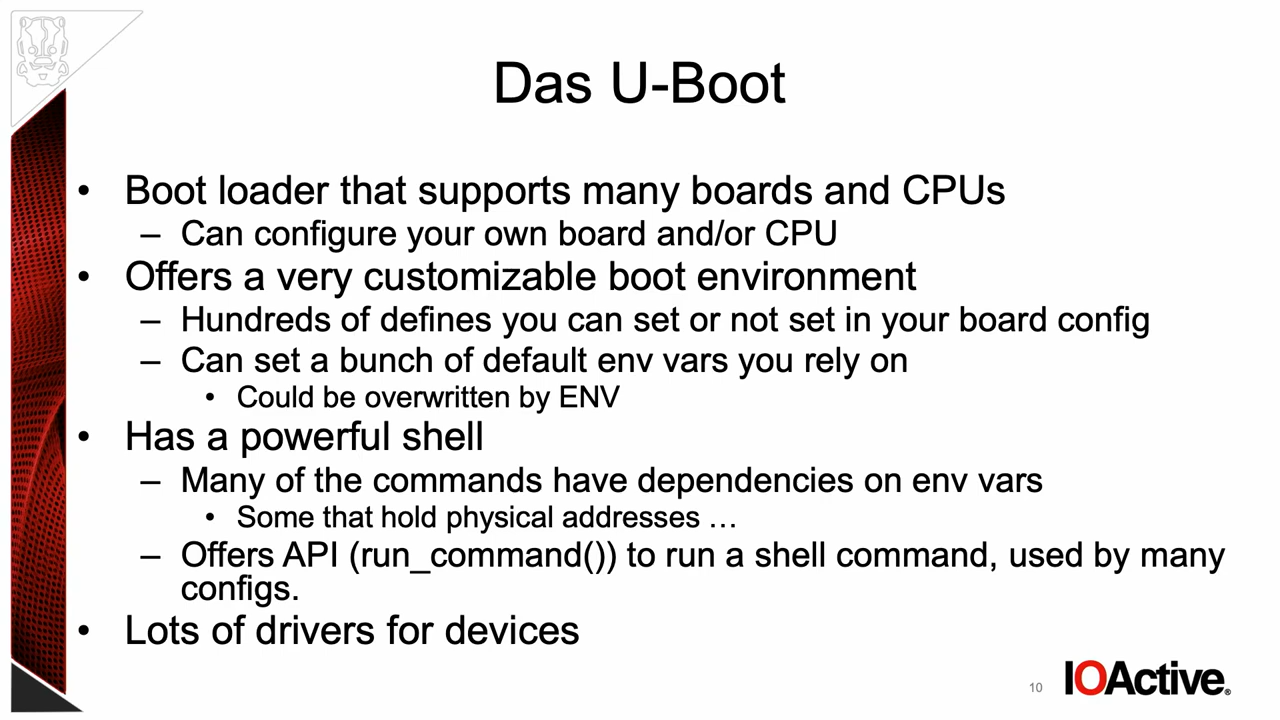 Das U-Boot
• Boot loader that supports many boards and CPUs
– Can configure your own board and/or CPU
• Offers a very customizable boot environment
– Hundreds of defines you can set or not set in your board config
– Can set a bunch of default env vars you rely on
• Could be overwritten by ENV
• Has a powerful shell
– Many of the commands have dependencies on env vars
• Some that hold physical addresses …
– Offers API (run_command()) to run a shell command, used by many
configs.
• Lots of drivers for devices
10
IOActive®